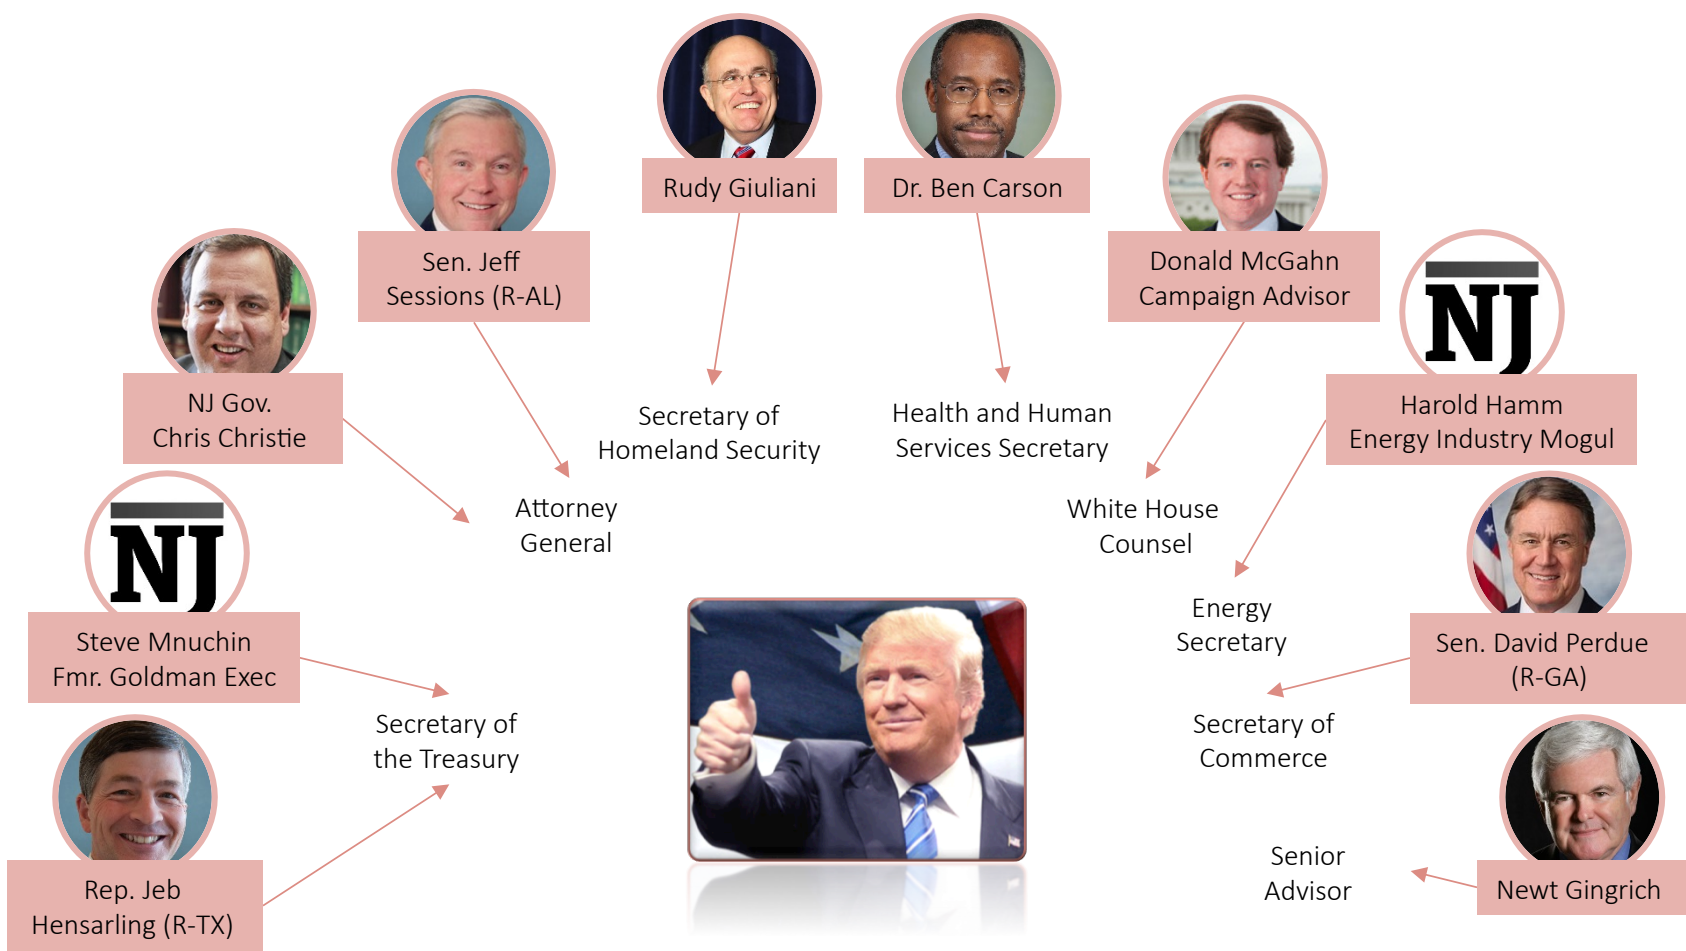 Rudy Giuliani
Dr. Ben Carson
Sen. Jeff
Sessions (R-AL)
Donald McGahn
Campaign Advisor
NJ
NJ Gov.
Chris Christie
Harold Hamm
Energy Industry Mogul
Secretary of
Homeland Security
Health and Human
Services Secretary
Attorney
General
White House
Counsel
NJ
Steve Mnuchin
Fmr. Goldman Exec
Energy
Secretary
Sen. David Perdue
(R-GA)
Secretary of
the Treasury
Secretary of
Commerce
Rep. Jeb
Hensarling (R-TX)
Senior
Advisor
Newt Gingrich